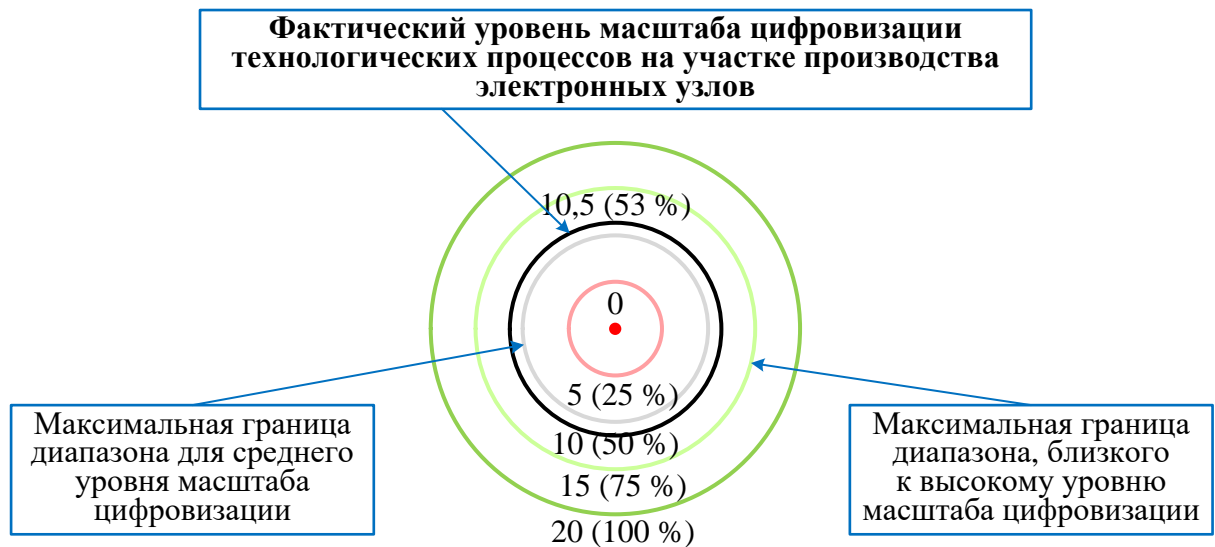 Фактический уровень масштаба цифровизации
технологических процессов на участке производства
электронных узлов
10,5 (53 %)
0
5 (25 %)
10 (50 %)
15 (75 %)
20 (100 %)
Максимальная граница
диапазона для среднего
уровня масштаба
цифровизации
Максимальная граница
диапазона, близкого
к высокому уровню
масштаба цифровизации